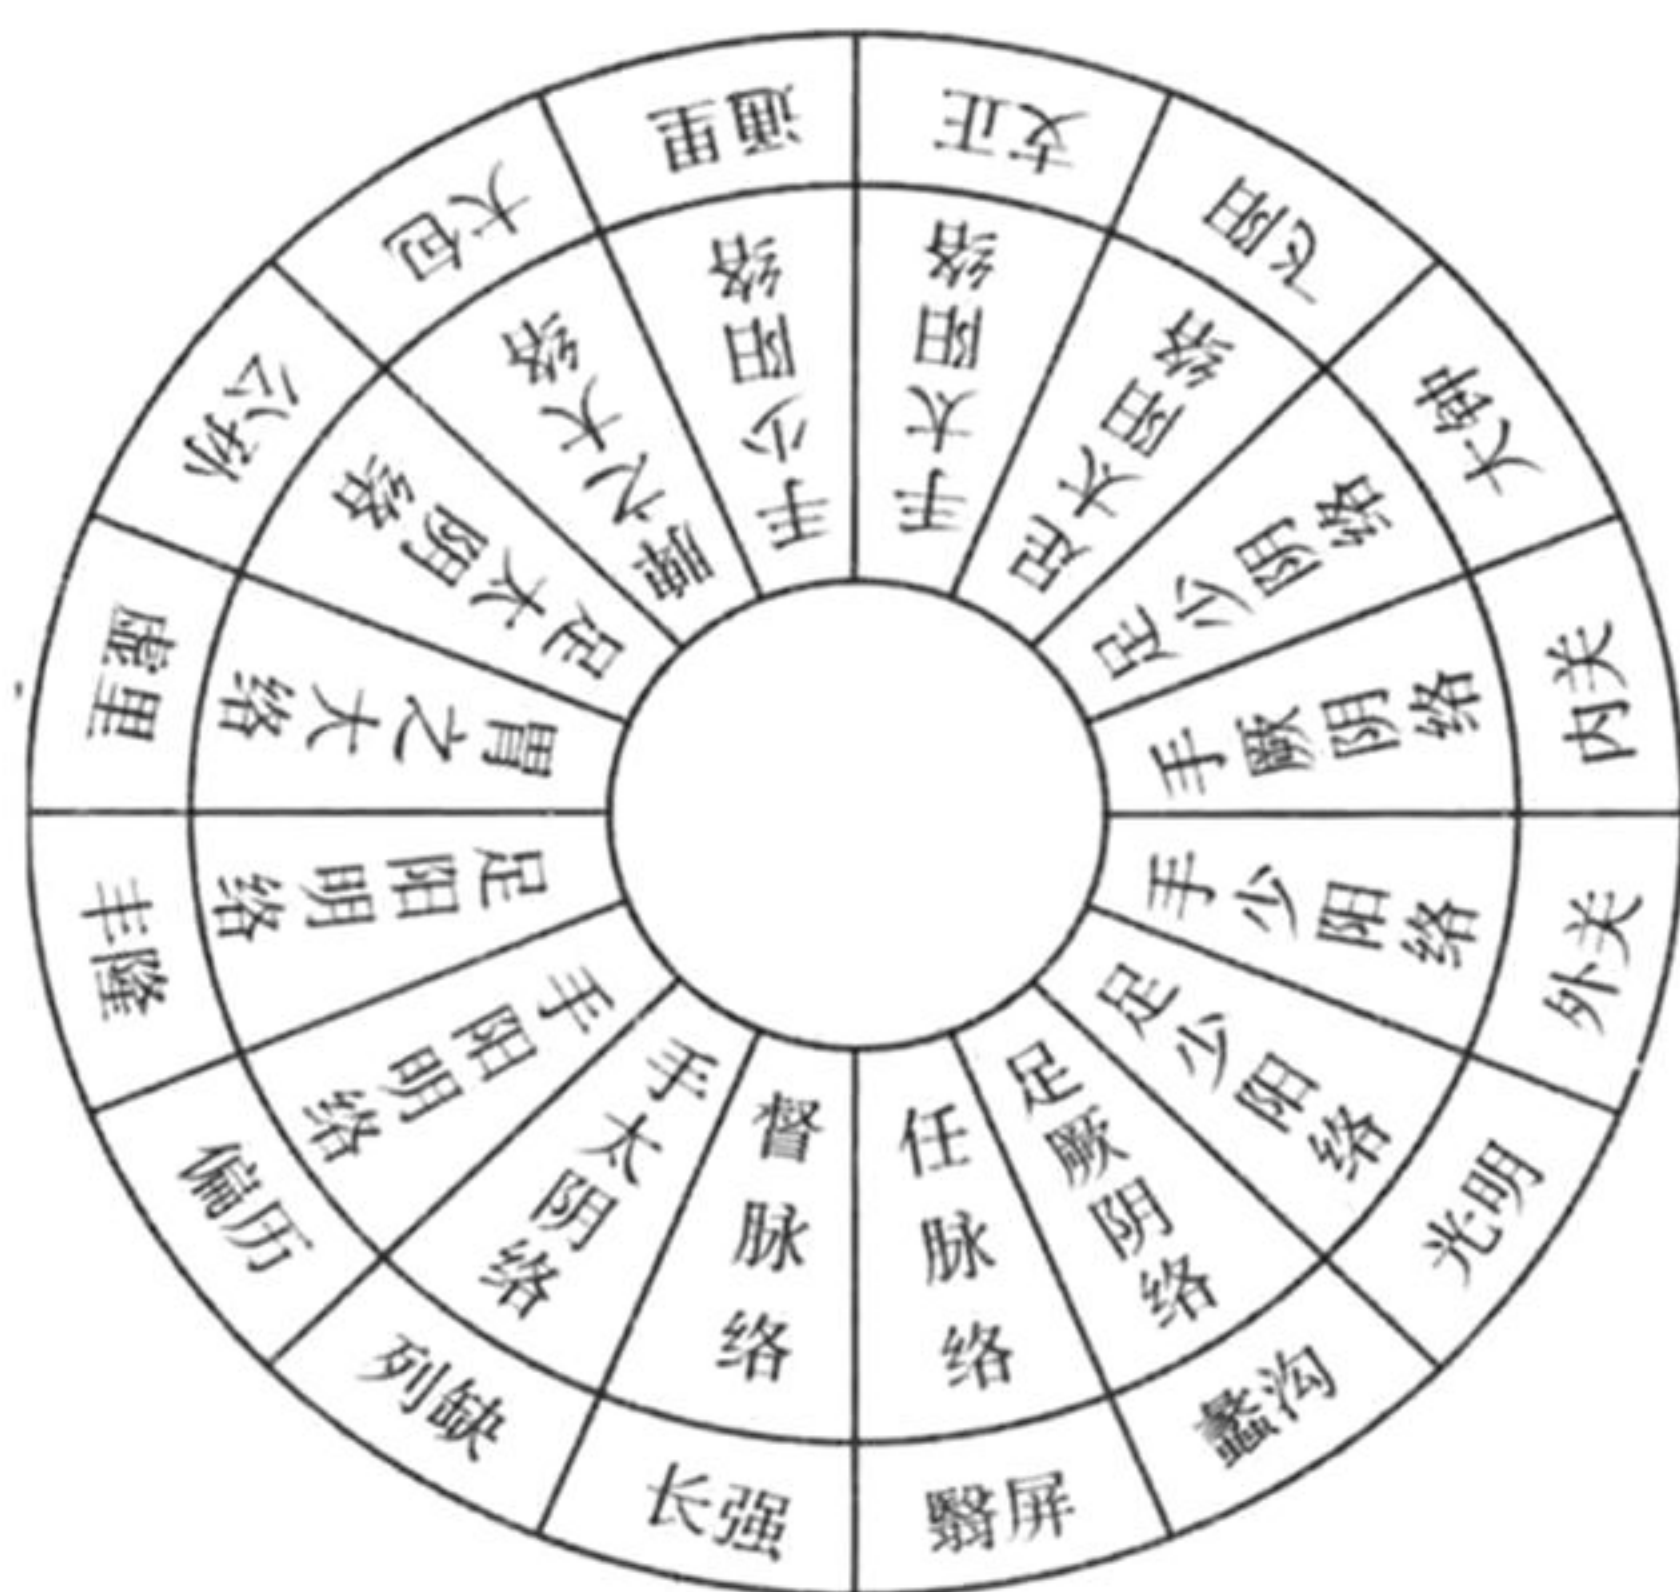 手太阴络
列缺
手阳明络
偏历
足阳明络
丰隆
胃之大络
虚里
足太阴络
公孙
脾之大络
大包
手少阳络
通里
手太阳络
支正
足太阳络
飞阳
足少阴络
大钟
手厥阴络
内关
手少阳络
外关
足少阳络
光明
足厥阴络
蠡沟
任脉络
翳屏
督脉络
长强